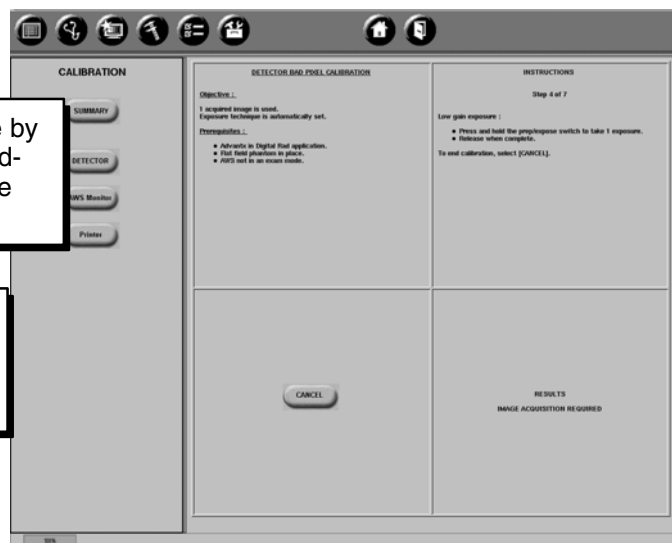 CALIBRATION
SUMMARY
e by
d-
e
DETECTOR
AWS Monitor
Printer
DETECTOR BAD PIXEL CALIBRATION
Objective :
1 acquired image is used.
Exposure technique is automatically set.
Prerequisites :
● Advantx in Digital Rad application.
● Flat field phantom in place.
● AWS not in an exam mode.
INSTRUCTIONS
Step 4 of 7
Low gain exposure :
● Press and hold the prep/expose switch to take 1 exposure.
● Release when complete.
To end calibration, select [CANCEL].
CANCEL
RESULTS
IMAGE ACQUISITION REQUIRED